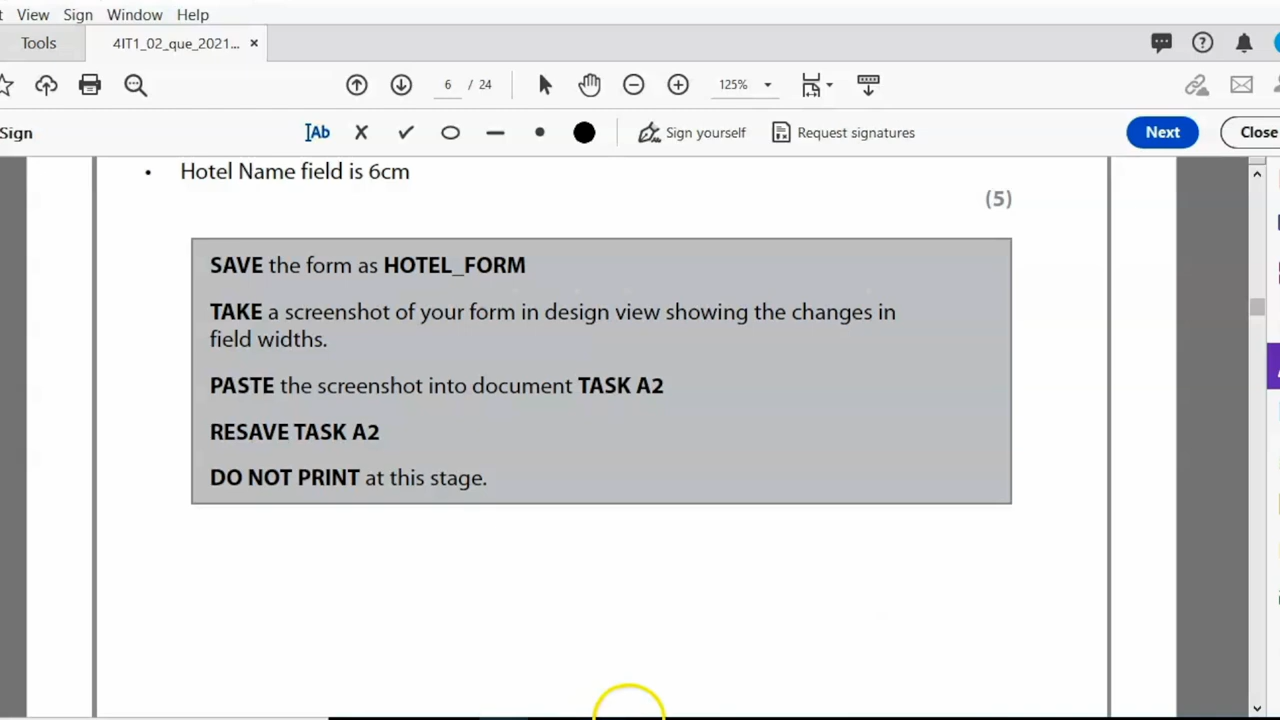 View Sign Window Help
Tools 4IT1_02_que_2021... ×
6 / 24 125%
Sign Ab Sign yourself Request signatures Next Close
• Hotel Name field is 6cm
(5)
SAVE the form as HOTEL_FORM
TAKE a screenshot of your form in design view showing the changes in
field widths.
PASTE the screenshot into document TASK A2
RESAVE TASK A2
DO NOT PRINT at this stage.